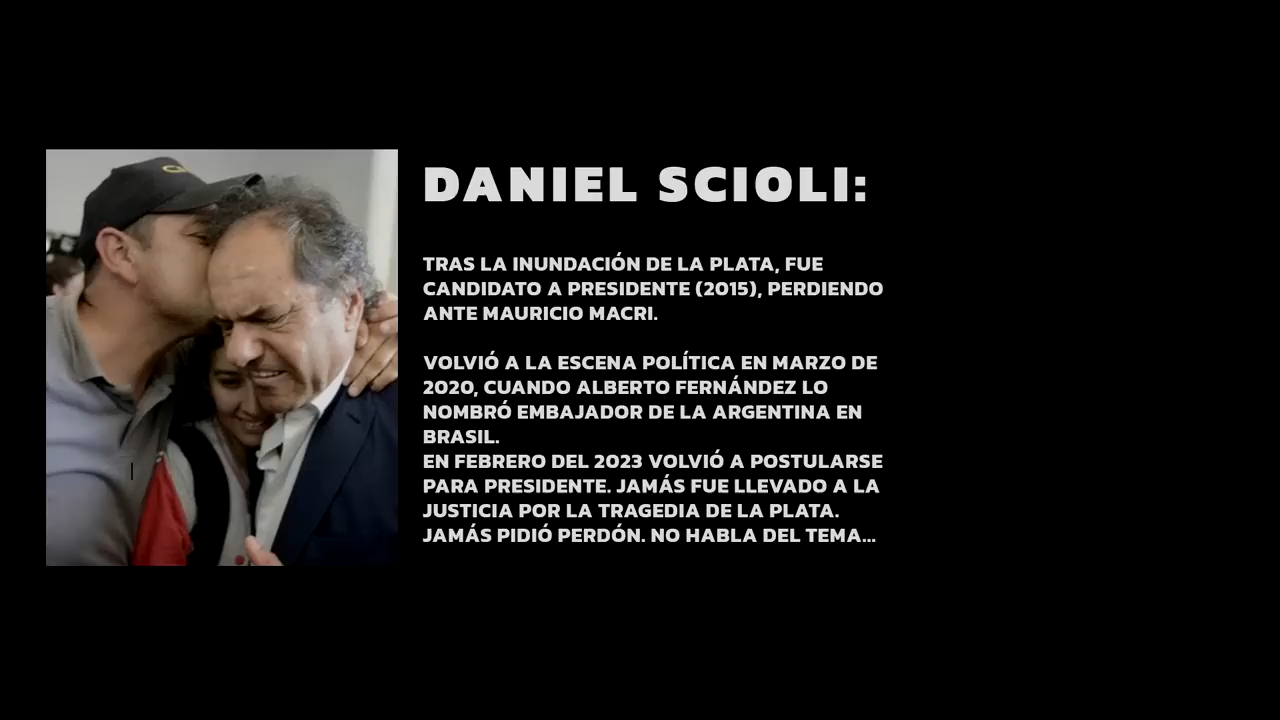 DANIEL SCIOLI:
TRAS LA INUNDACIÓN DE LA PLATA, FUE
CANDIDATO A PRESIDENTE (2015), PERDIENDO
ANTE MAURICIO MACRI.
VOLVIÓ A LA ESCENA POLÍTICA EN MARZO DE
2020, CUANDO ALBERTO FERNÁNDEZ LO
NOMBRÓ EMBAJADOR DE LA ARGENTINA EN
BRASIL.
EN FEBRERO DEL 2023 VOLVIÓ A POSTULARSE
PARA PRESIDENTE. JAMÁS FUE LLEVADO A LA
JUSTICIA POR LA TRAGEDIA DE LA PLATA.
JAMÁS PIDIÓ PERDÓN. NO HABLA DEL TEMA...